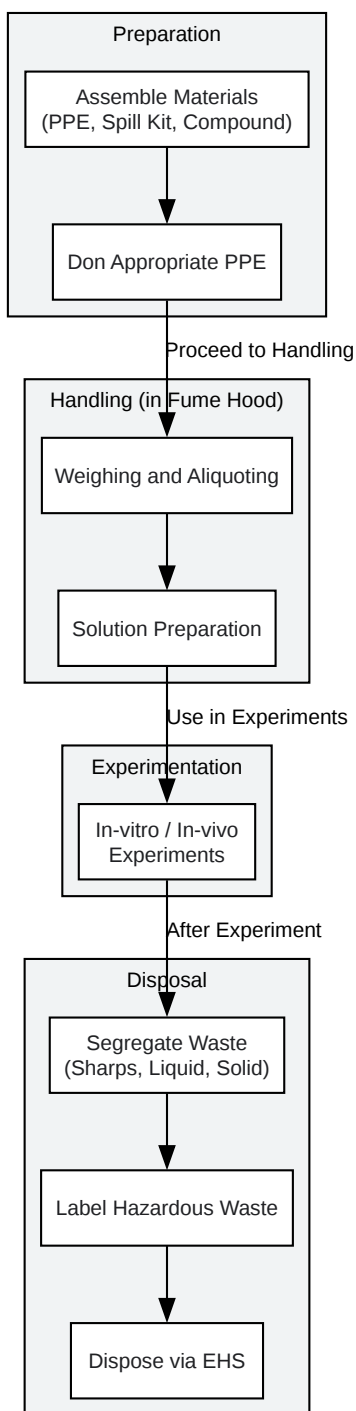 Preparation
Assemble Materials
(PPE, Spill Kit, Compound)
Don Appropriate PPE
Proceed to Handling
Handling (in Fume Hood)
Weighing and Aliquoting
Solution Preparation
Use in Experiments
Experimentation
In-vitro / In-vivo
Experiments
After Experiment
Disposal
Segregate Waste
(Sharps, Liquid, Solid)
Label Hazardous Waste
Dispose via EHS